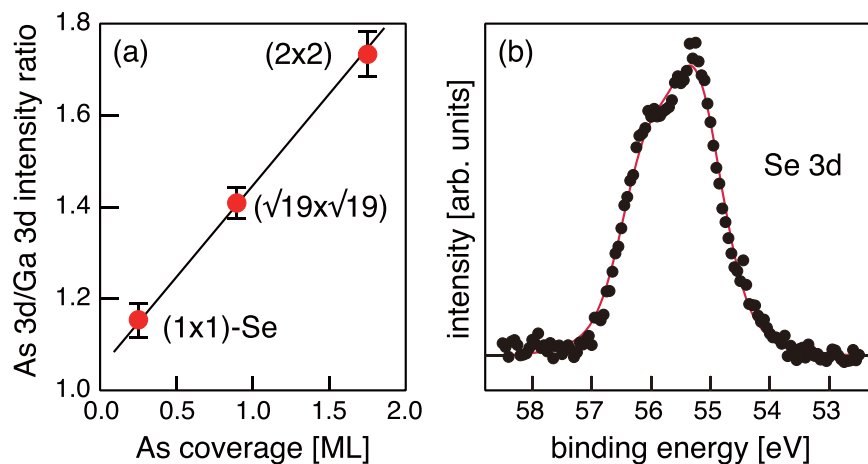 (a)
As 3d/Ga 3d intensity ratio
1.8
1.6
1.4
1.2
1.0
(2x2)
(√19x√19)
(1x1)-Se
0.0 0.5 1.0 1.5 2.0
As coverage [ML]
(b)
intensity [arb. units]
Se 3d
58 57 56 55 54 53
binding energy [eV]